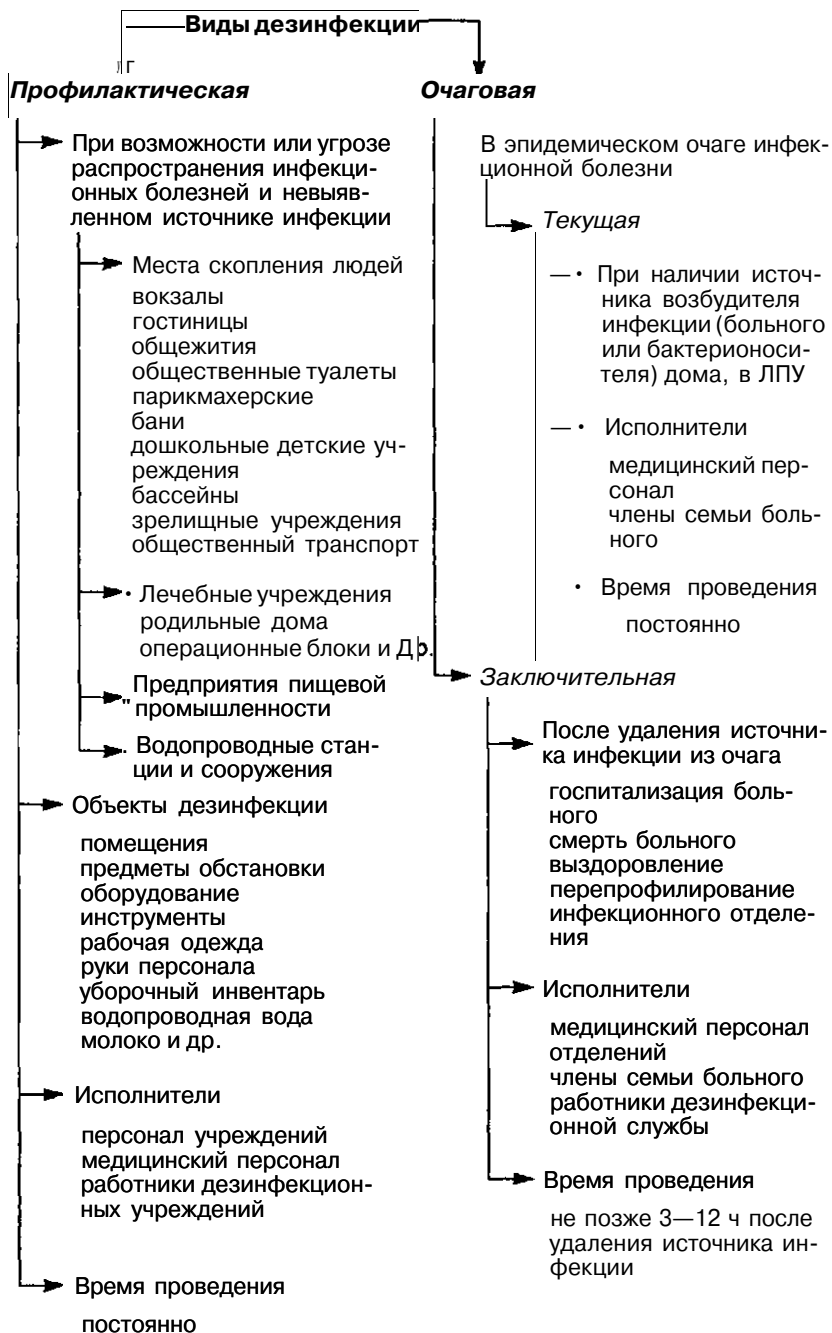 Виды дезинфекции
Профилактическая
При возможности или угрозе
распространения инфекци-
онных болезней и невыяв-
ленном источнике инфекции
Места скопления людей
вокзалы
гостиницы
общежития
общественные туалеты
парикмахерские
бани
дошкольные детские уч-
реждения
бассейны
зрелищные учреждения
общественный транспорт
· Лечебные учреждения
родильные дома
операционные блоки и др.
Предприятия пищевой
промышленности
Водопроводные стан-
ции и сооружения
Объекты дезинфекции
помещения
предметы обстановки
оборудование
инструменты
рабочая одежда
руки персонала
уборочный инвентарь
водопроводная вода
молоко и др.
Исполнители
персонал учреждений
медицинский персонал
работники дезинфекцион-
ных учреждений
Время проведения
постоянно
Очаговая
В эпидемическом очаге инфек-
ционной болезни
Текущая
— · При наличии источ-
ника возбудителя
инфекции (больного
или бактерионоси-
теля) дома, в ЛПУ
— · Исполнители
медицинский пер-
сонал
члены семьи боль-
ного
· Время проведения
постоянно
Заключительная
После удаления источни-
ка инфекции из очага
госпитализация боль-
ного
смерть больного
выздоровление
перепрофилирование
инфекционного отделе-
ния
Исполнители
медицинский персонал
отделений
члены семьи больного
работники дезинфекци-
онной службы
Время проведения
не позже 3—12 ч после
удаления источника ин-
фекции